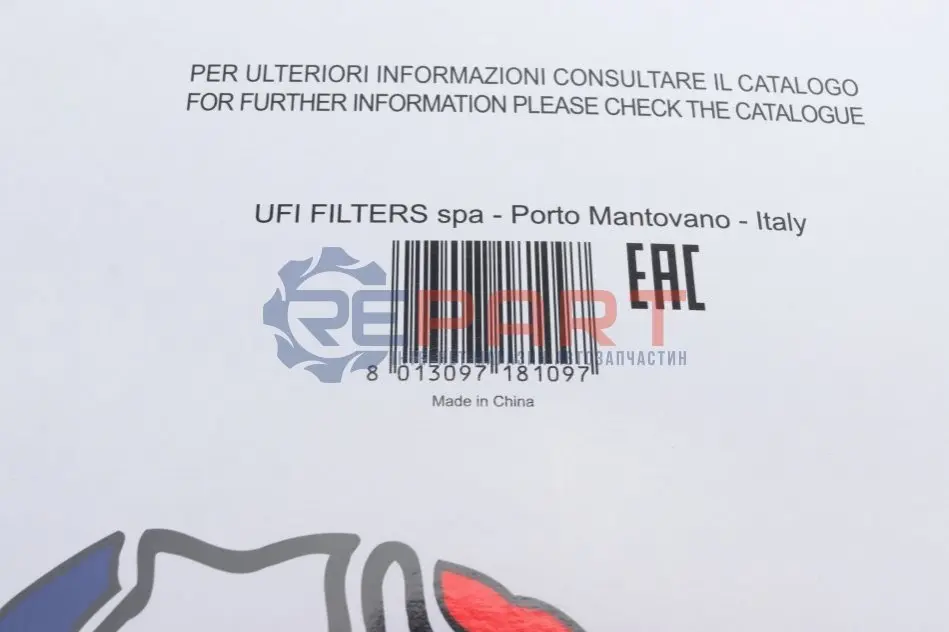 PER ULTERIORI INFORMAZIONI CONSULTARE IL CATALOGO
FOR FURTHER INFORMATION PLEASE CHECK THE CATALOGUE
UFI FILTERS spa - Porto Mantovano - Italy
EAC
REPART
АВТОЗАПЧАСТИН
8 013097 181097
Made in China